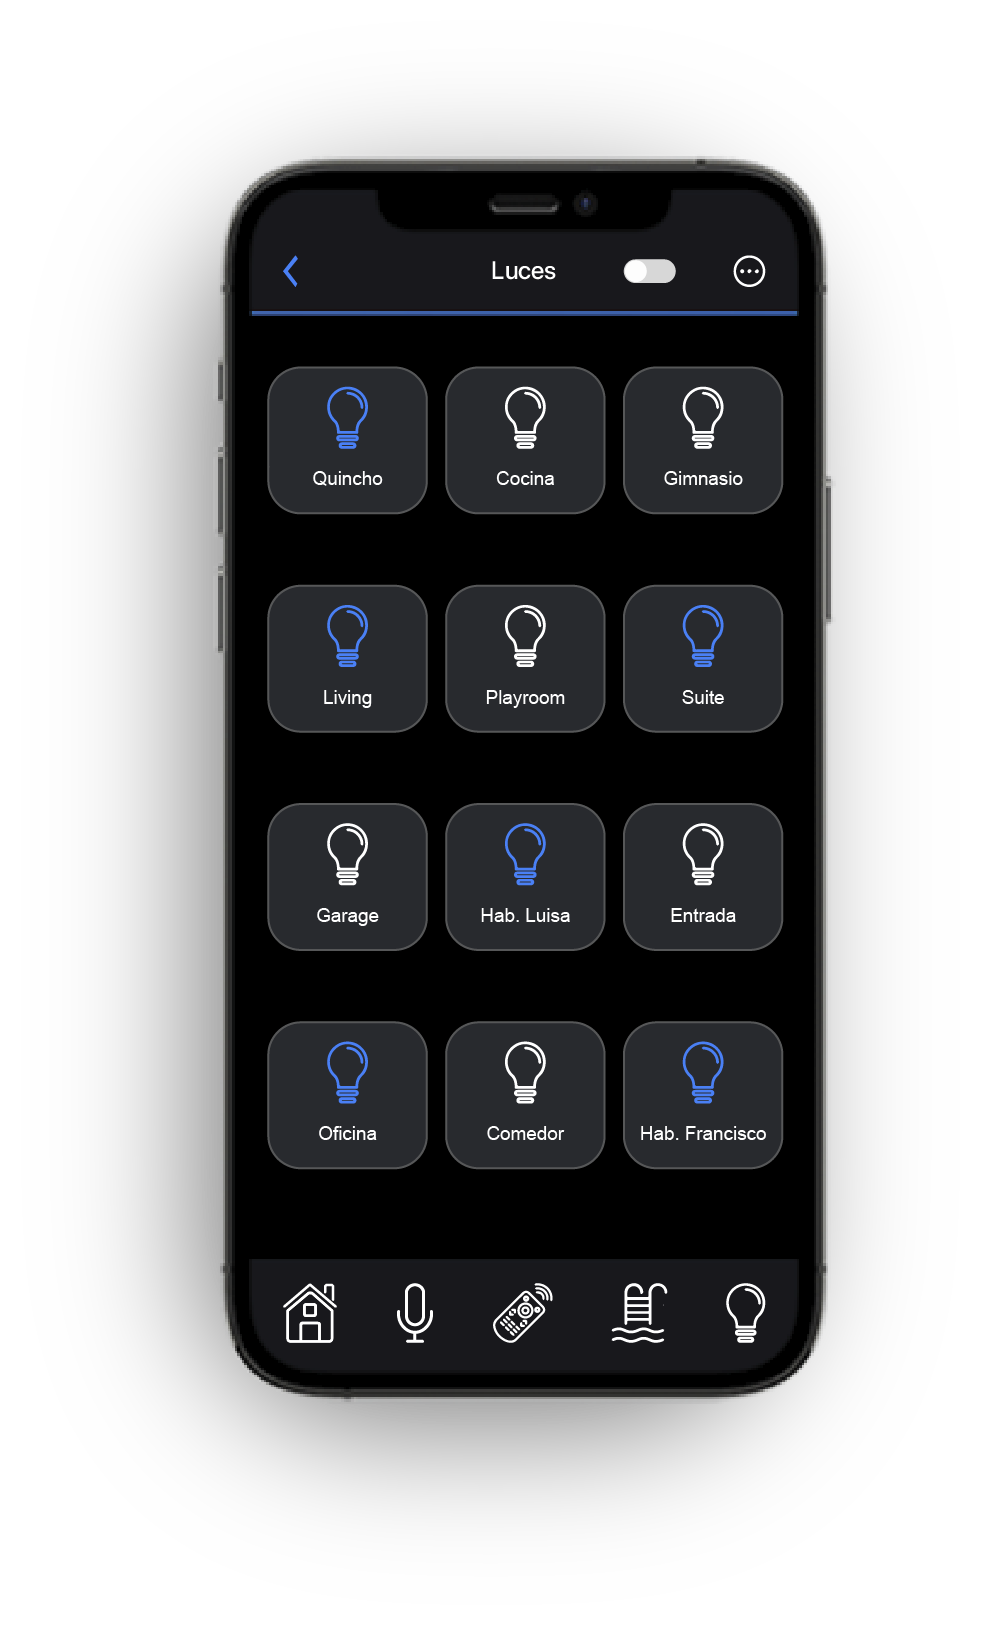 Luces
Quincho
Cocina
Gimnasio
Living
Playroom
Suite
Garage
Hab. Luisa
Entrada
Oficina
Comedor
Hab. Francisco